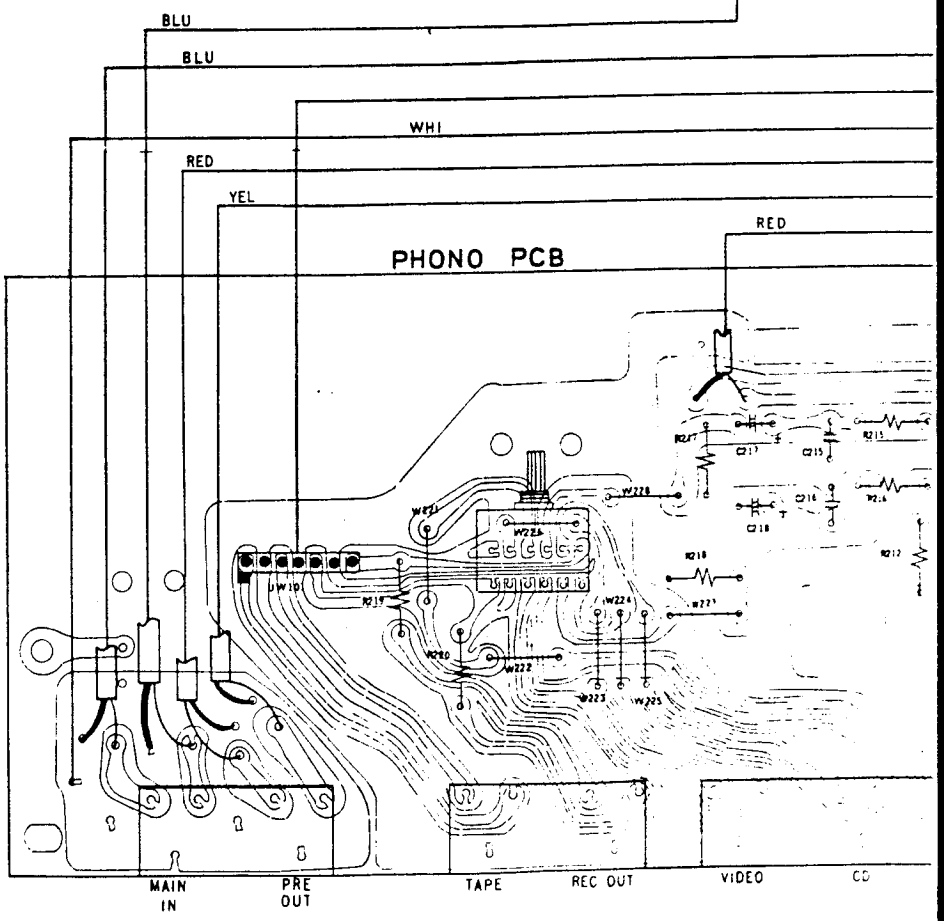 BLU
BLU
WHI
RED
YEL
RED
PHONO PCB
R217
C217
C215
R215
W221
W228
W226
C218
C216
R216
JW101
R219
R218
R212
W224
W227
R220
W222
W223
W225
MAIN IN
PRE OUT
TAPE
REC OUT
VIDEO
CD